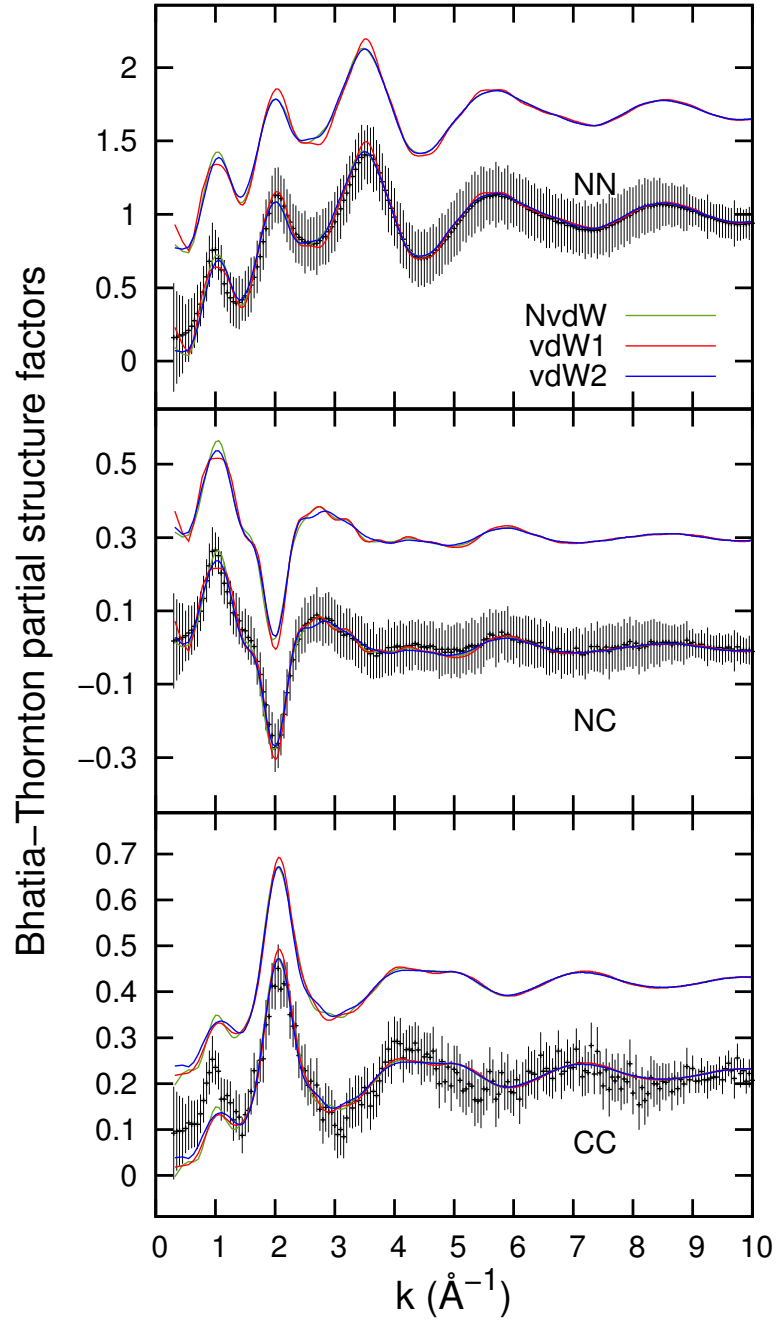 Bhatia−Thornton partial structure factors
2
1.5
1
0.5
0
NN
NvdW
vdW1
vdW2
0.5
0.3
0.1
−0.1
−0.3
NC
0.7
0.6
0.5
0.4
0.3
0.2
0.1
0
CC
0 1 2 3 4 5 6 7 8 9 10
k (Å⁻¹)